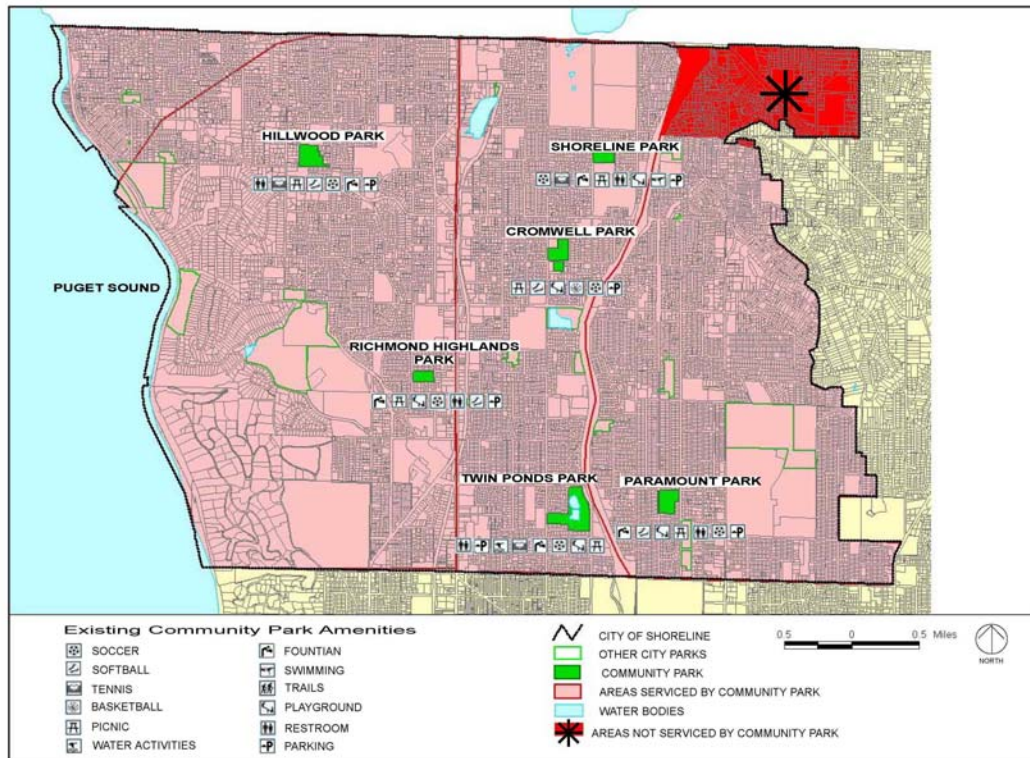 HILLWOOD PARK
SHORELINE PARK
CROMWELL PARK
PUGET SOUND
RICHMOND HIGHLANDS
PARK
TWIN PONDS PARK
PARAMOUNT PARK
Existing Community Park Amenities
SOCCER
SOFTBALL
TENNIS
BASKETBALL
PICNIC
WATER ACTIVITIES
FOUNTIAN
SWIMMING
TRAILS
PLAYGROUND
RESTROOM
PARKING
CITY OF SHORELINE
OTHER CITY PARKS
COMMUNITY PARK
AREAS SERVICED BY COMMUNITY PARK
WATER BODIES
AREAS NOT SERVICED BY COMMUNITY PARK
0.5 0 0.5 Miles
NORTH